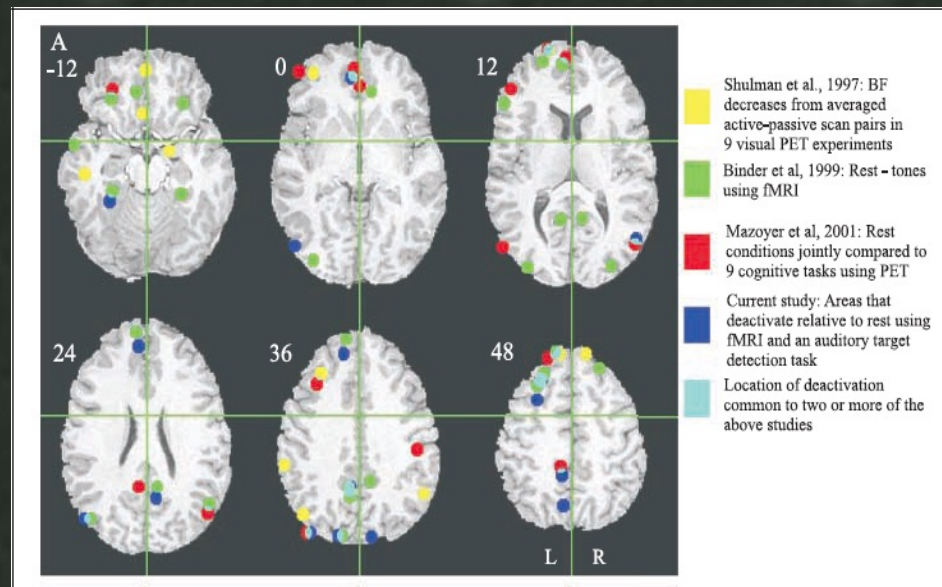 A
-12
0
12
24
36
48
L R
Shulman et al., 1997: BF
decreases from averaged
active-passive scan pairs in
9 visual PET experiments
Binder et al, 1999: Rest - tones
using fMRI
Mazoyer et al, 2001: Rest
conditions jointly compared to
9 cognitive tasks using PET
Current study: Areas that
deactivate relative to rest using
fMRI and an auditory target
detection task
Location of deactivation
common to two or more of the
above studies